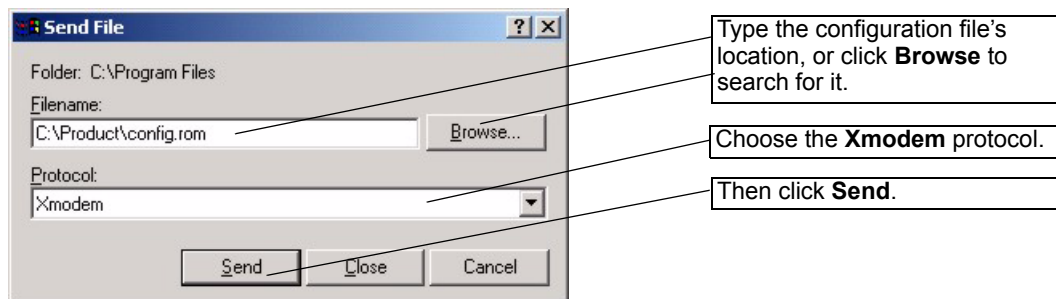 Send File
Folder: C:\Program Files
Filename:
C:\Product\config.rom
Browse...
Protocol:
Xmodem
Send
Close
Cancel
Type the configuration file's
location, or click Browse to
search for it.
Choose the Xmodem protocol.
Then click Send.